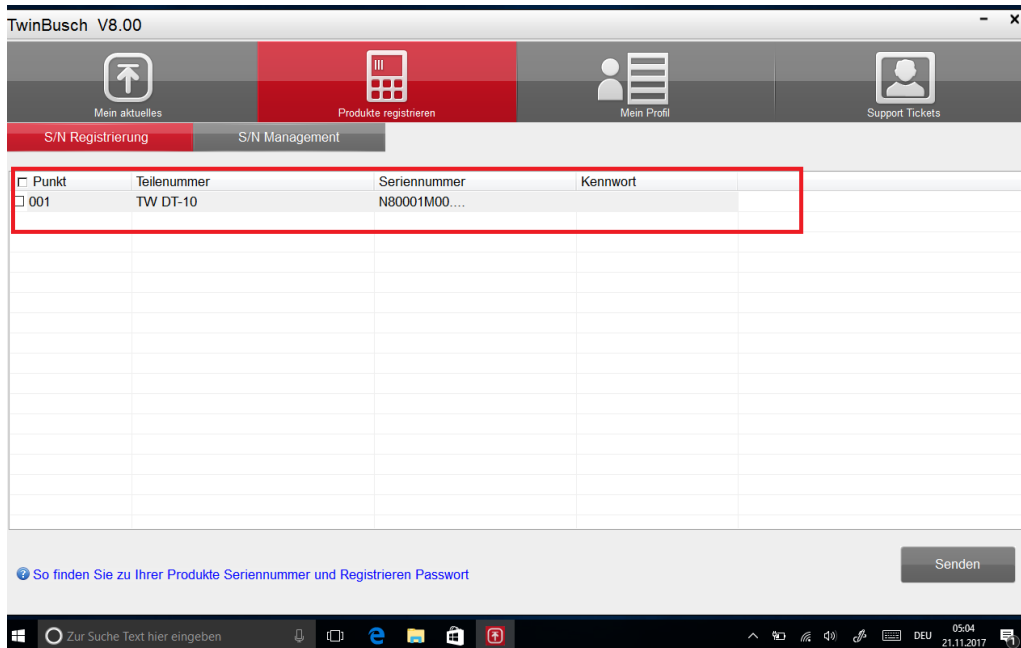 TwinBusch V8.00
Mein aktuelles
Produkte registrieren
Mein Profil
Support Tickets
S/N Registrierung
S/N Management
Punkt Teilenummer Seriennummer Kennwort
001 TW DT-10 N80001M00....
So finden Sie zu Ihrer Produkte Seriennummer und Registrieren Passwort
Senden
Zur Suche Text hier eingeben
DEU
05:04
21.11.2017
1